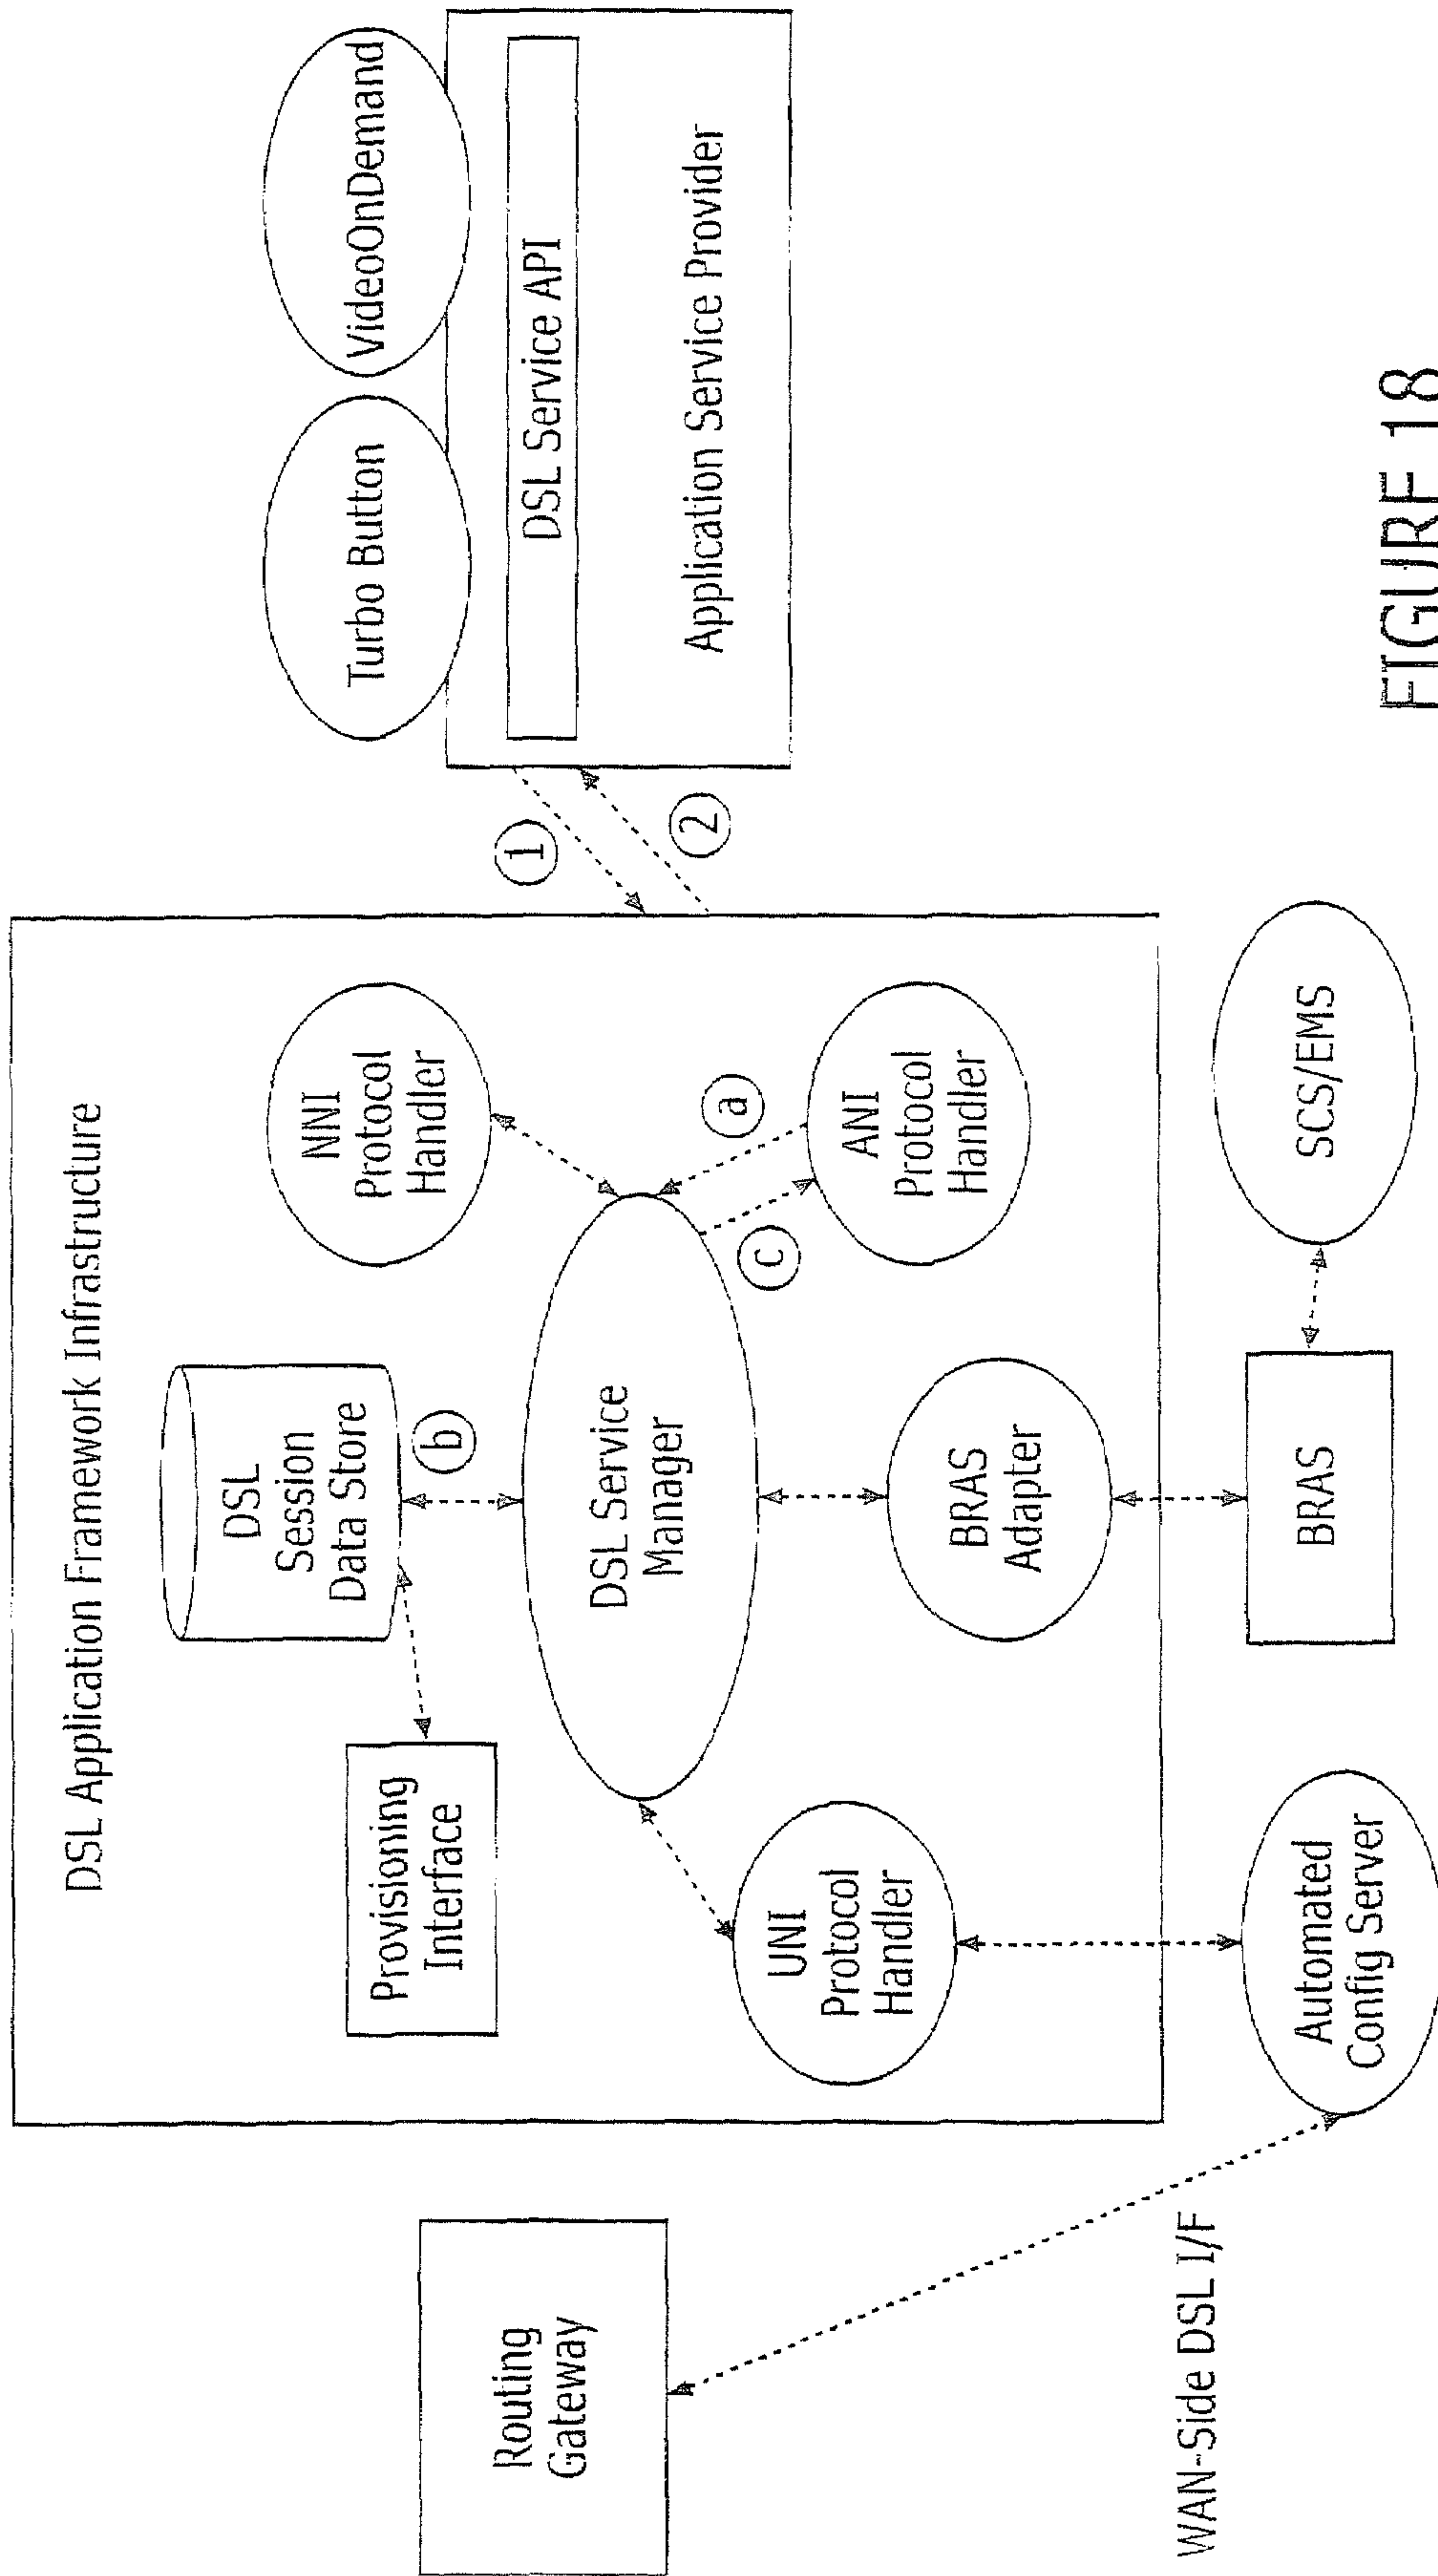 DSL Application Framework Infrastructure
Routing
Gateway
Provisioning
Interface
DSL
Session
Data Store
b
NNI
Protocol
Handler
DSL Service
Manager
UNI
Protocol
Handler
BRAS
Adapter
a
c
ANI
Protocol
Handler
1
2
Turbo Button
VideoOnDemand
DSL Service API
Application Service Provider
WAN-Side DSL I/F
Automated
Config Server
BRAS
SCS/EMS
FIGURE 18